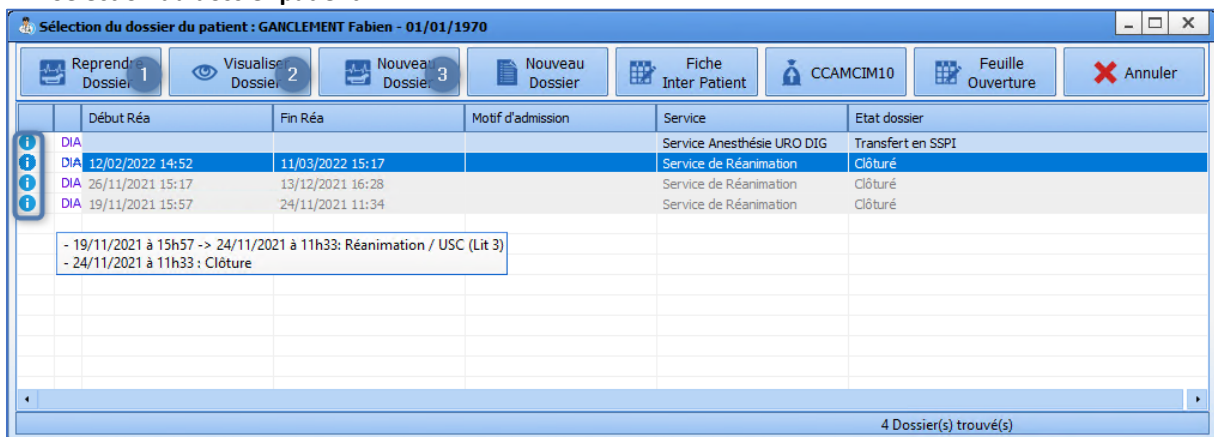 Sélection du dossier du patient : GANCLEMENT Fabien - 01/01/1970
Reprendre Dossier 1
Visualiser Dossier 2
Nouveau Dossier 3
Nouveau Dossier
Fiche Inter Patient
CCAMCIM10
Feuille Ouverture
Annuler
Début Réa Fin Réa Motif d'admission Service Etat dossier
DIA Service Anesthésie URO DIG Transfert en SSPI
DIA 12/02/2022 14:52 11/03/2022 15:17 Service de Réanimation Clôturé
DIA 26/11/2021 15:17 13/12/2021 16:28 Service de Réanimation Clôturé
DIA 19/11/2021 15:57 24/11/2021 11:34 Service de Réanimation Clôturé
- 19/11/2021 à 15h57 -> 24/11/2021 à 11h33: Réanimation / USC (Lit 3)
- 24/11/2021 à 11h33 : Clôture
4 Dossier(s) trouvé(s)